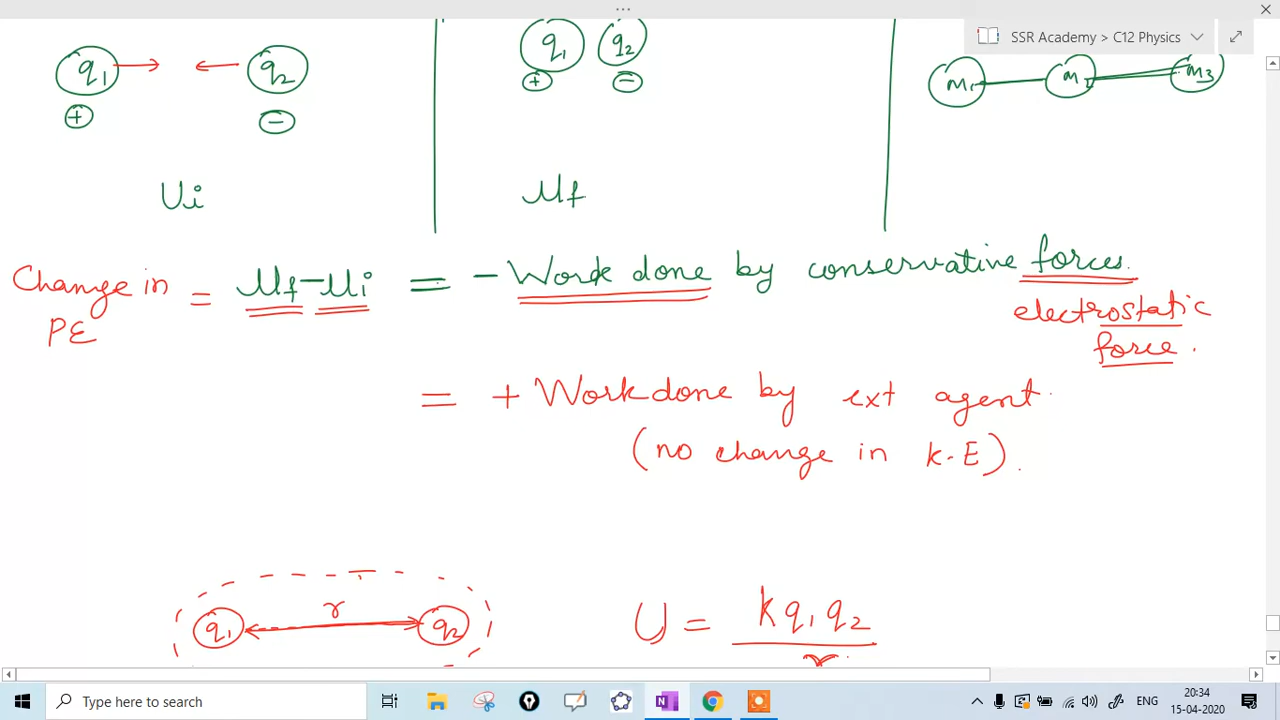 SSR Academy > C12 Physics
q1 q2
+ −
q1 q2
+ −
m1 m2 m3
Ui
Uf
Change in PE = Uf − Ui = − Work done by conservative forces.
electrostatic
force.
= + Workdone by ext agent
(no change in k.E).
q1 r q2
U = kq1q2
r
Type here to search
ENG
20:34
15-04-2020